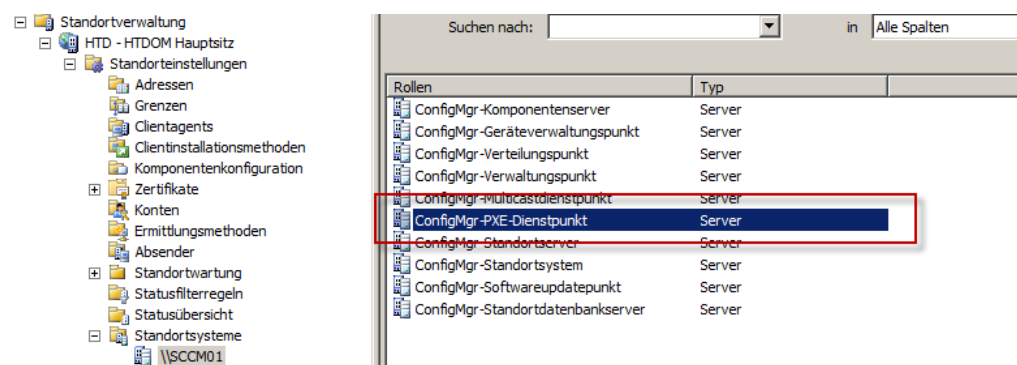 Standortverwaltung
HTD - HTDOM Hauptsitz
Standorteinstellungen
Adressen
Grenzen
Clientagents
Clientinstallationsmethoden
Komponentenkonfiguration
Zertifikate
Konten
Ermittlungsmethoden
Absender
Standortwartung
Statusfilterregeln
Statusübersicht
Standortsysteme
\\SCCM01
Suchen nach: in Alle Spalten
Rollen Typ
ConfigMgr-Komponentenserver Server
ConfigMgr-Geräteverwaltungspunkt Server
ConfigMgr-Verteilungspunkt Server
ConfigMgr-Verwaltungspunkt Server
ConfigMgr-Multicastdienstpunkt Server
ConfigMgr-PXE-Dienstpunkt Server
ConfigMgr-Standortserver Server
ConfigMgr-Standortsystem Server
ConfigMgr-Softwareupdatepunkt Server
ConfigMgr-Standortdatenbankserver Server